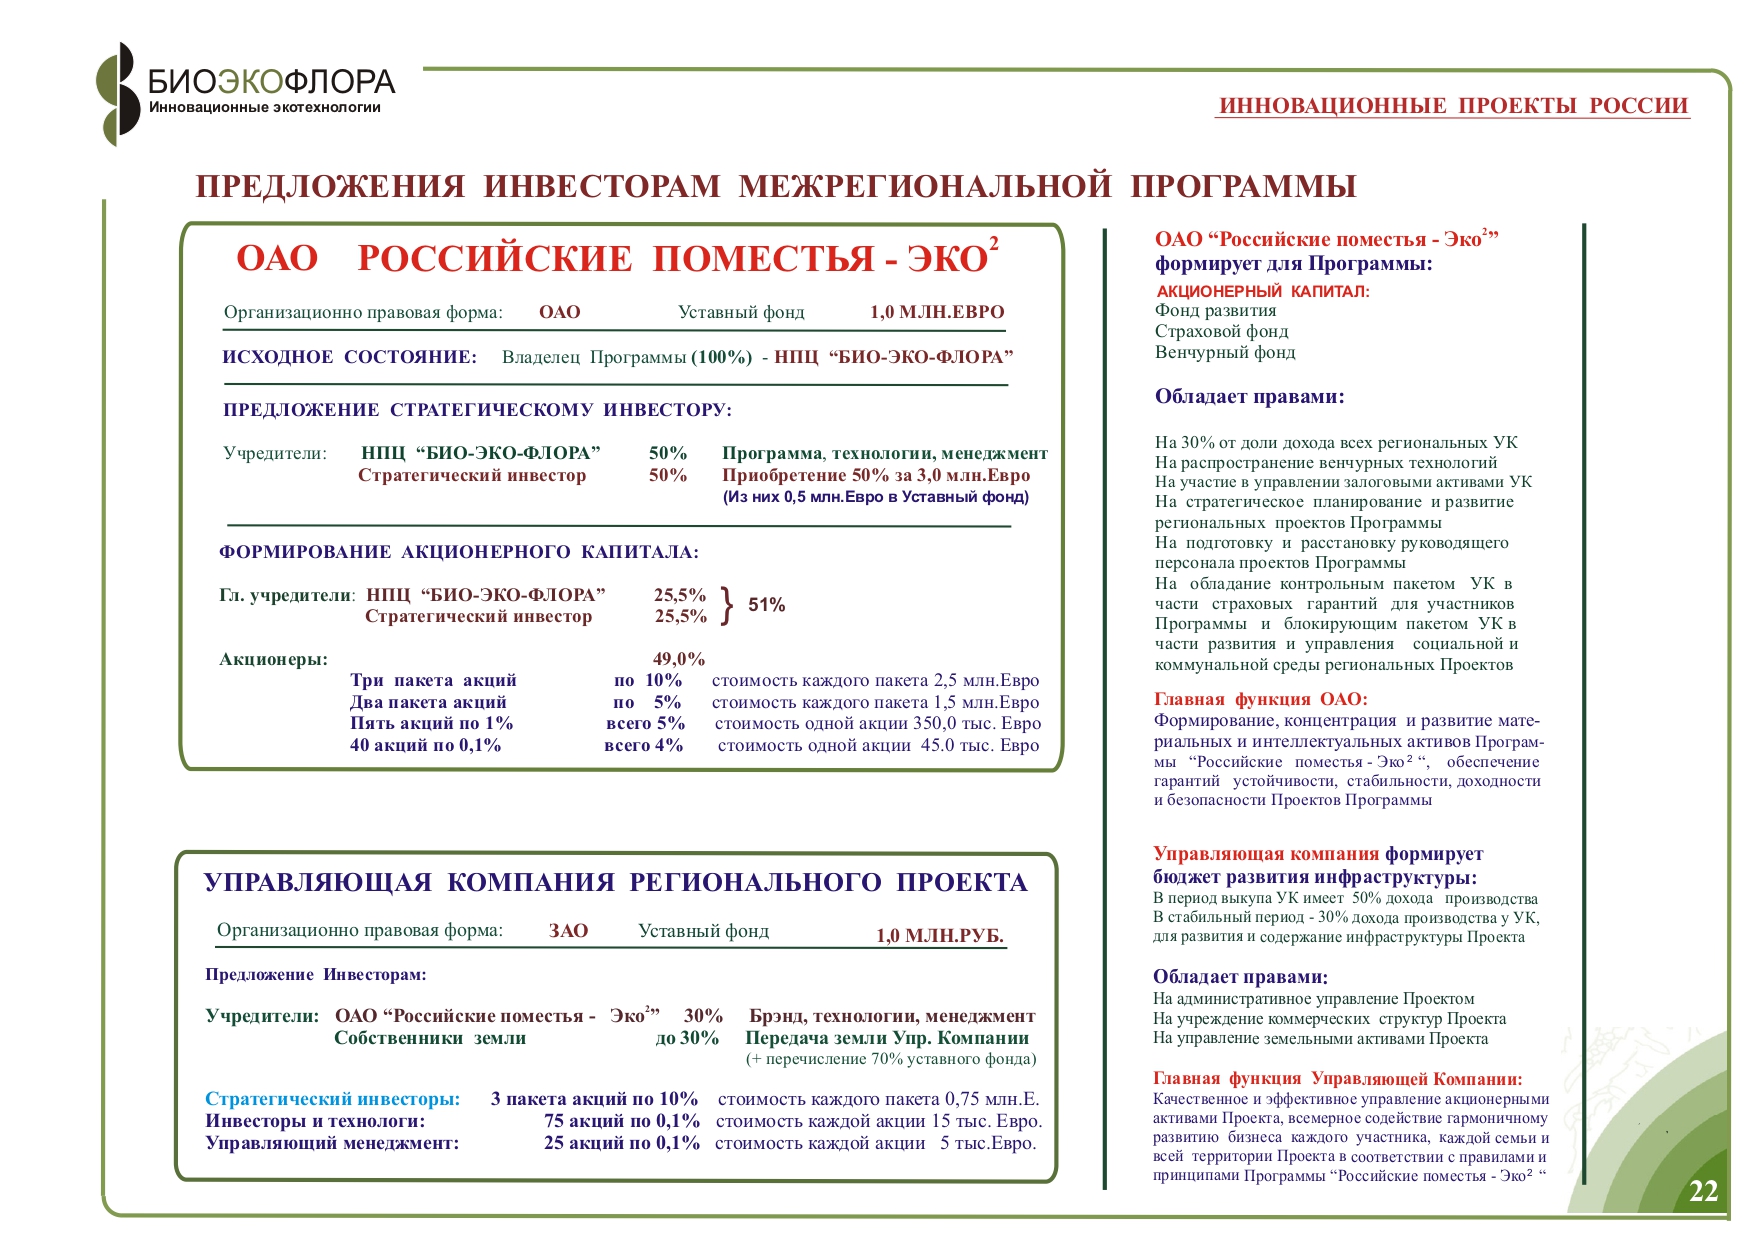 БИОЭКОФЛОРА
Инновационные экотехнологии
ИННОВАЦИОННЫЕ ПРОЕКТЫ РОССИИ
ПРЕДЛОЖЕНИЯ ИНВЕСТОРАМ МЕЖРЕГИОНАЛЬНОЙ ПРОГРАММЫ
ОАО РОССИЙСКИЕ ПОМЕСТЬЯ - ЭКО²
Организационно правовая форма: ОАО Уставный фонд 1,0 МЛН.ЕВРО
ИСХОДНОЕ СОСТОЯНИЕ: Владелец Программы (100%) - НПЦ “БИО-ЭКО-ФЛОРА”
ПРЕДЛОЖЕНИЕ СТРАТЕГИЧЕСКОМУ ИНВЕСТОРУ:
Учредители: НПЦ “БИО-ЭКО-ФЛОРА” 50% Программа, технологии, менеджмент
Стратегический инвестор 50% Приобретение 50% за 3,0 млн.Евро
(Из них 0,5 млн.Евро в Уставный фонд)
ФОРМИРОВАНИЕ АКЦИОНЕРНОГО КАПИТАЛА:
Гл. учредители: НПЦ “БИО-ЭКО-ФЛОРА” 25,5%
Стратегический инвестор 25,5%
} 51%
Акционеры: 49,0%
Три пакета акций по 10% стоимость каждого пакета 2,5 млн.Евро
Два пакета акций по 5% стоимость каждого пакета 1,5 млн.Евро
Пять акций по 1% всего 5% стоимость одной акции 350,0 тыс. Евро
40 акций по 0,1% всего 4% стоимость одной акции 45.0 тыс. Евро
УПРАВЛЯЮЩАЯ КОМПАНИЯ РЕГИОНАЛЬНОГО ПРОЕКТА
Организационно правовая форма: ЗАО Уставный фонд 1,0 МЛН.РУБ.
Предложение Инвесторам:
Учредители: ОАО “Российские поместья - Эко²” 30% Брэнд, технологии, менеджмент
Собственники земли до 30% Передача земли Упр. Компании
(+ перечисление 70% уставного фонда)
Стратегический инвесторы: 3 пакета акций по 10% стоимость каждого пакета 0,75 млн.Е.
Инвесторы и технологи: 75 акций по 0,1% стоимость каждой акции 15 тыс. Евро.
Управляющий менеджмент: 25 акций по 0,1% стоимость каждой акции 5 тыс.Евро.
ОАО “Российские поместья - Эко²”
формирует для Программы:
АКЦИОНЕРНЫЙ КАПИТАЛ:
Фонд развития
Страховой фонд
Венчурный фонд
Обладает правами:
На 30% от доли дохода всех региональных УК
На распространение венчурных технологий
На участие в управлении залоговыми активами УК
На стратегическое планирование и развитие
региональных проектов Программы
На подготовку и расстановку руководящего
персонала проектов Программы
На обладание контрольным пакетом УК в
части страховых гарантий для участников
Программы и блокирующим пакетом УК в
части развития и управления социальной и
коммунальной среды региональных Проектов
Главная функция ОАО:
Формирование, концентрация и развитие мате-
риальных и интеллектуальных активов Програм-
мы “Российские поместья - Эко² “, обеспечение
гарантий устойчивости, стабильности, доходности
и безопасности Проектов Программы
Управляющая компания формирует
бюджет развития инфраструктуры:
В период выкупа УК имеет 50% дохода производства
В стабильный период - 30% дохода производства у УК,
для развития и содержание инфраструктуры Проекта
Обладает правами:
На административное управление Проектом
На учреждение коммерческих структур Проекта
На управление земельными активами Проекта
Главная функция Управляющей Компании:
Качественное и эффективное управление акционерными
активами Проекта, всемерное содействие гармоничному
развитию бизнеса каждого участника, каждой семьи и
всей территории Проекта в соответствии с правилами и
принципами Программы “Российские поместья - Эко² “
22